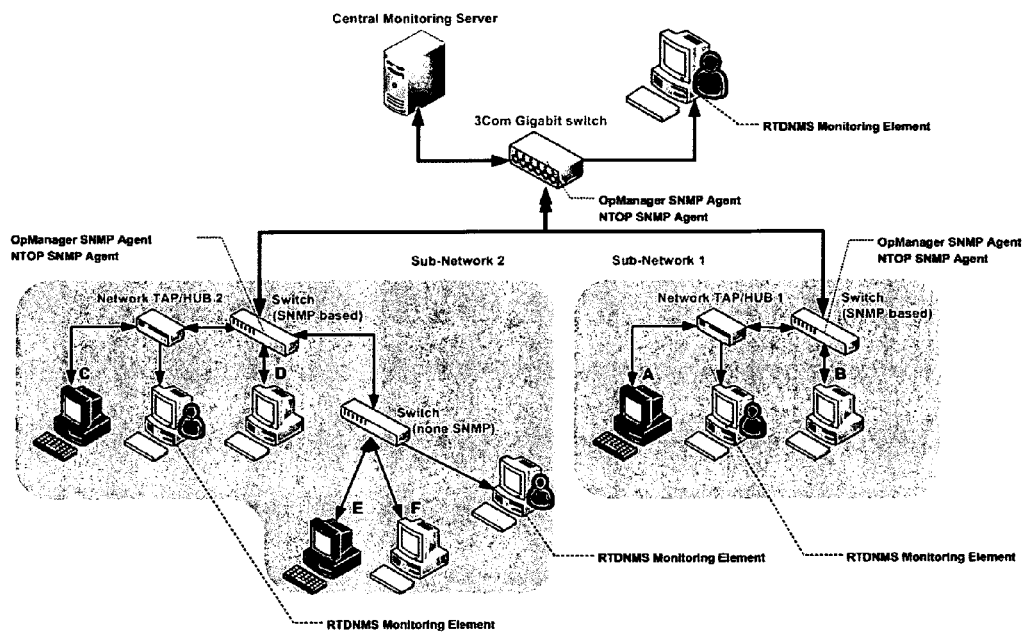 Central Monitoring Server
3Com Gigabit switch
RTDNMS Monitoring Element
OpManager SNMP Agent
NTOP SNMP Agent
OpManager SNMP Agent
NTOP SNMP Agent
Sub-Network 2
Sub-Network 1
OpManager SNMP Agent
NTOP SNMP Agent
Network TAP/HUB 2
Switch
(SNMP based)
Network TAP/HUB 1
Switch
(SNMP based)
C
D
A
B
Switch
(none SNMP)
E
F
RTDNMS Monitoring Element
RTDNMS Monitoring Element
RTDNMS Monitoring Element